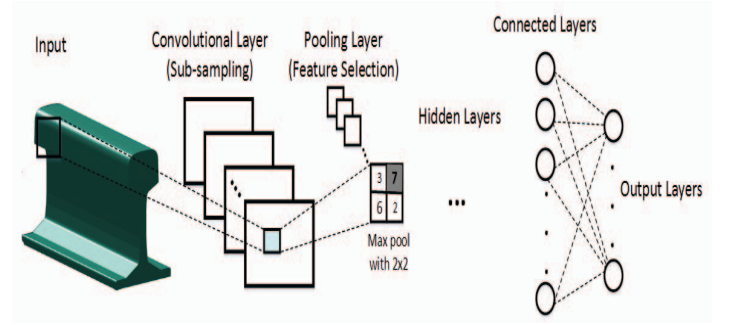 Input
Convolutional Layer
(Sub-sampling)
Pooling Layer
(Feature Selection)
3 7
6 2
Max pool
with 2x2
Hidden Layers
Connected Layers
Output Layers